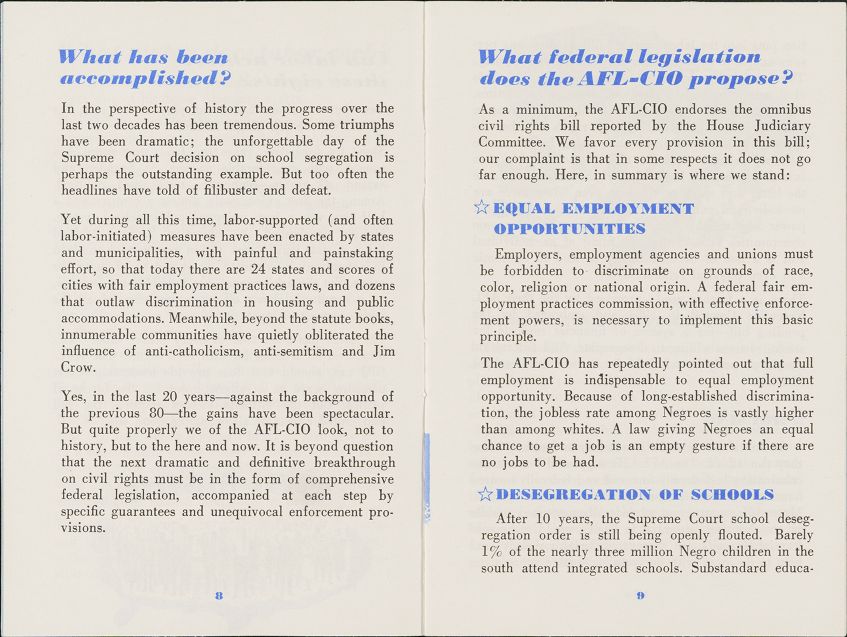 What has been
accomplished?
In the perspective of history the progress over the
last two decades has been tremendous. Some triumphs
have been dramatic; the unforgettable day of the
Supreme Court decision on school segregation is
perhaps the outstanding example. But too often the
headlines have told of filibuster and defeat.
Yet during all this time, labor-supported (and often
labor-initiated) measures have been enacted by states
and municipalities, with painful and painstaking
effort, so that today there are 24 states and scores of
cities with fair employment practices laws, and dozens
that outlaw discrimination in housing and public
accommodations. Meanwhile, beyond the statute books,
innumerable communities have quietly obliterated the
influence of anti-catholicism, anti-semitism and Jim
Crow.
Yes, in the last 20 years—against the background of
the previous 80—the gains have been spectacular.
But quite properly we of the AFL-CIO look, not to
history, but to the here and now. It is beyond question
that the next dramatic and definitive breakthrough
on civil rights must be in the form of comprehensive
federal legislation, accompanied at each step by
specific guarantees and unequivocal enforcement pro-
visions.
8
What federal legislation
does the AFL-CIO propose?
As a minimum, the AFL-CIO endorses the omnibus
civil rights bill reported by the House Judiciary
Committee. We favor every provision in this bill;
our complaint is that in some respects it does not go
far enough. Here, in summary is where we stand:
☆ EQUAL EMPLOYMENT
OPPORTUNITIES
Employers, employment agencies and unions must
be forbidden to discriminate on grounds of race,
color, religion or national origin. A federal fair em-
ployment practices commission, with effective enforce-
ment powers, is necessary to implement this basic
principle.
The AFL-CIO has repeatedly pointed out that full
employment is indispensable to equal employment
opportunity. Because of long-established discrimina-
tion, the jobless rate among Negroes is vastly higher
than among whites. A law giving Negroes an equal
chance to get a job is an empty gesture if there are
no jobs to be had.
☆ DESEGREGATION OF SCHOOLS
After 10 years, the Supreme Court school deseg-
regation order is still being openly flouted. Barely
1% of the nearly three million Negro children in the
south attend integrated schools. Substandard educa-
9